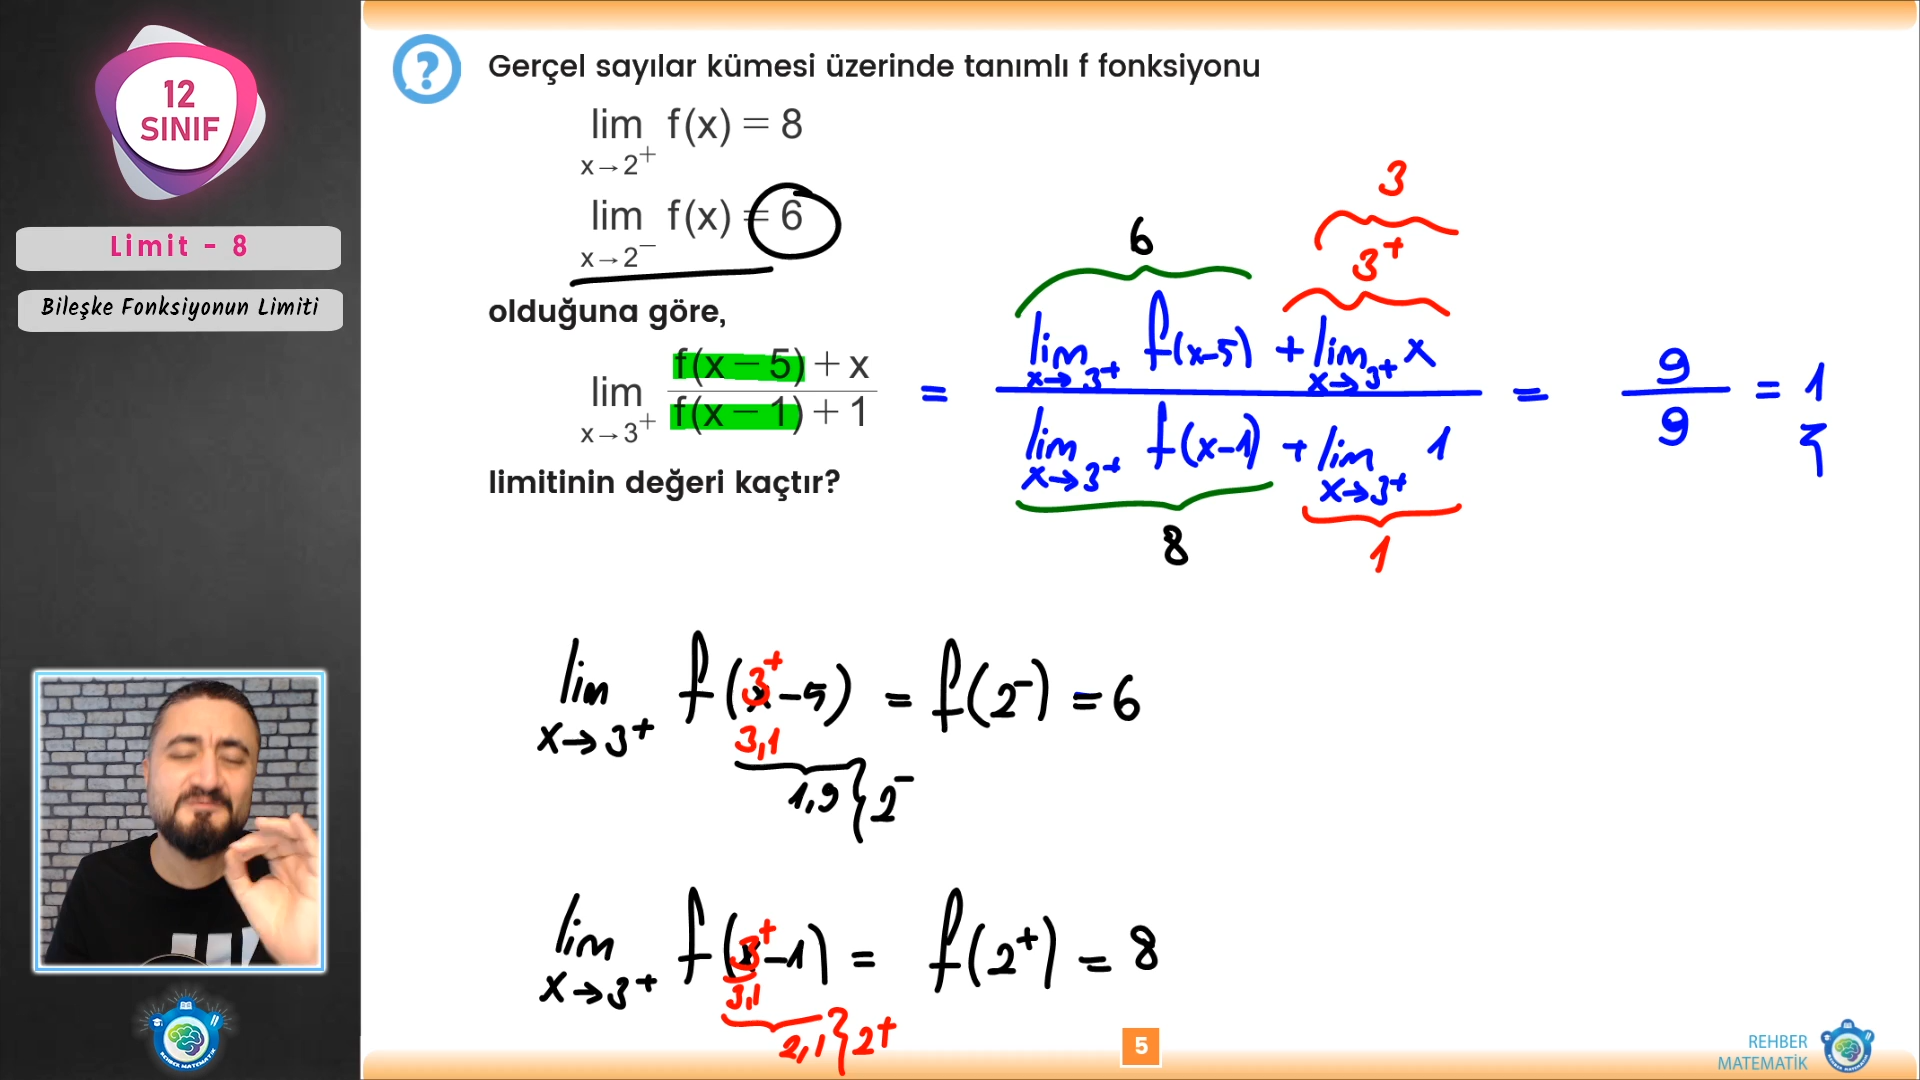 12
SINIF
Limit - 8
Bileşke Fonksiyonun Limiti
?
Gerçel sayılar kümesi üzerinde tanımlı f fonksiyonu
lim f(x) = 8
x→2⁺
lim f(x) = 6
x→2⁻
olduğuna göre,
f(x − 5) + x
lim
f(x − 1) + 1
x→3⁺
limitinin değeri kaçtır?
3
6
3⁺
lim f(x-5) + lim x
x→3⁺ x→3⁺
= = 9/9 = 1
lim f(x-1) + lim 1
x→3⁺ x→3⁺
8
1
lim f(x-5) = f(2⁻) = 6
x→3⁺
3⁺
3,1
1,9 } 2⁻
lim f(x-1) = f(2⁺) = 8
x→3⁺
3⁺
3,1
2,1 } 2⁺
5
REHBER
MATEMATİK
REHBER MATEMATİK